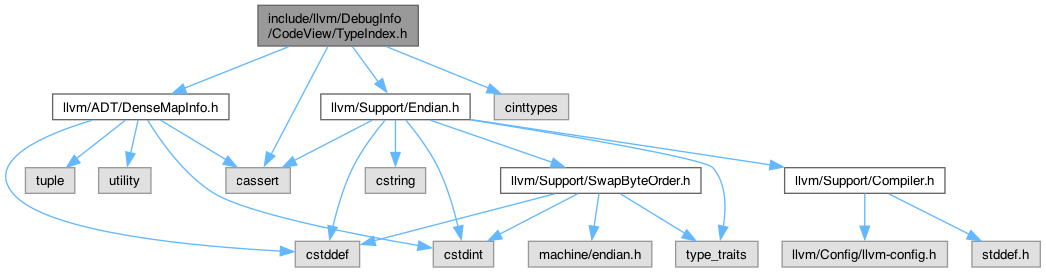 include/llvm/DebugInfo
/CodeView/TypeIndex.h
llvm/ADT/DenseMapInfo.h
llvm/Support/Endian.h
cinttypes
tuple
utility
cassert
cstring
llvm/Support/SwapByteOrder.h
llvm/Support/Compiler.h
cstddef
cstdint
machine/endian.h
type_traits
llvm/Config/llvm-config.h
stddef.h